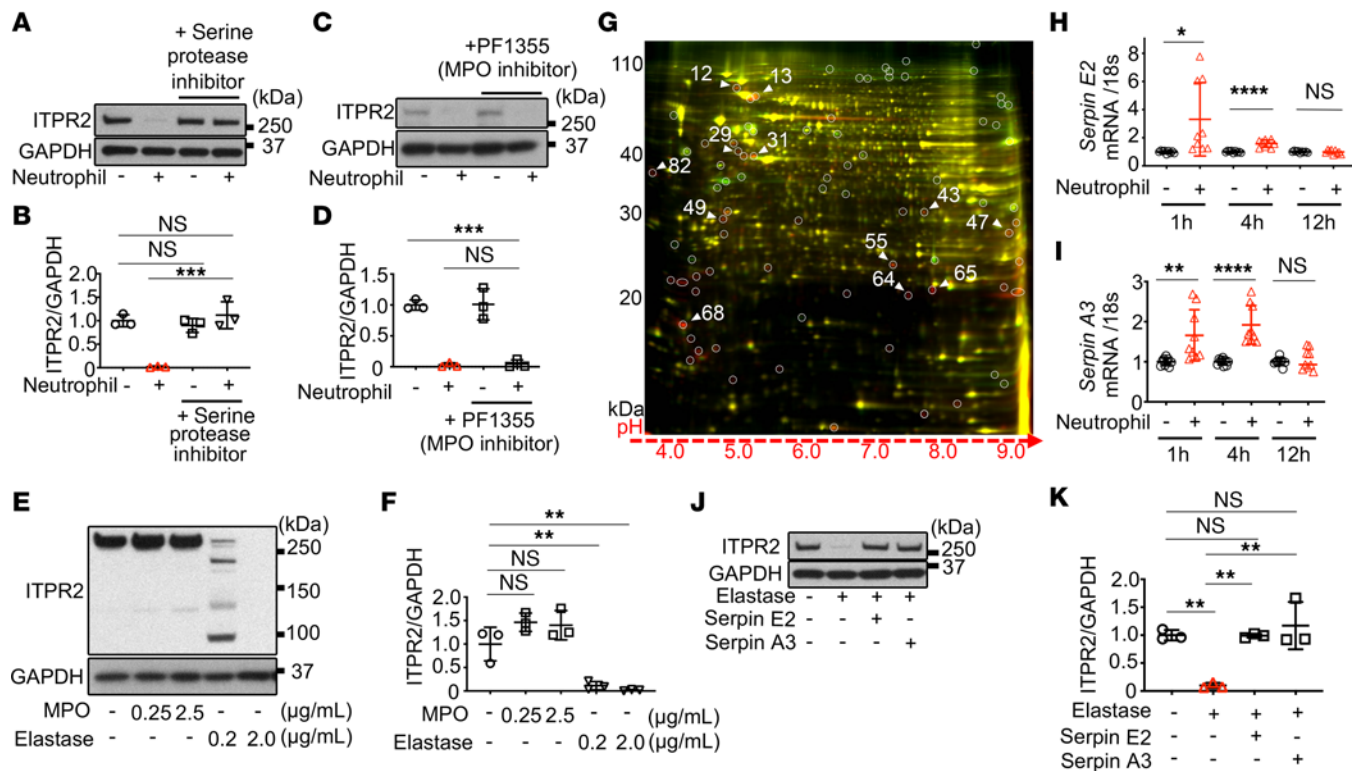 A
+ Serine
protease
inhibitor
(kDa)
ITPR2
250
GAPDH
37
Neutrophil - + - +
B
NS
NS
***
ITPR2/GAPDH
2.0
1.5
1.0
0.5
0
Neutrophil - + - +
+ Serine
protease
inhibitor
C
+PF1355
(MPO inhibitor)
(kDa)
ITPR2
250
GAPDH
37
Neutrophil - + - +
D
***
NS
ITPR2/GAPDH
1.5
1.0
0.5
0
Neutrophil - + - +
+ PF1355
(MPO inhibitor)
E
(kDa)
250
ITPR2
150
100
GAPDH
37
MPO - 0.25 2.5 - - (µg/mL)
Elastase - - - 0.2 2.0 (µg/mL)
F
**
**
NS
NS
ITPR2/GAPDH
2.0
1.5
1.0
0.5
0
MPO - 0.25 2.5 - - (µg/mL)
Elastase - - - 0.2 2.0 (µg/mL)
G
110
40
30
20
kDa
pH
12
13
29
31
82
49
43
47
55
64
65
68
4.0 5.0 6.0 7.0 8.0 9.0
H
* **** NS
Serpin E2
mRNA /18s
8
6
4
2
0
Neutrophil - + - + - +
1h 4h 12h
I
** **** NS
Serpin A3
mRNA /18s
3
2
1
0
Neutrophil - + - + - +
1h 4h 12h
J
(kDa)
ITPR2
250
GAPDH
37
Elastase - + + +
Serpin E2 - - + -
Serpin A3 - - - +
K
NS
NS
**
**
**
ITPR2/GAPDH
2.0
1.5
1.0
0.5
0
Elastase - + + +
Serpin E2 - - + -
Serpin A3 - - - +